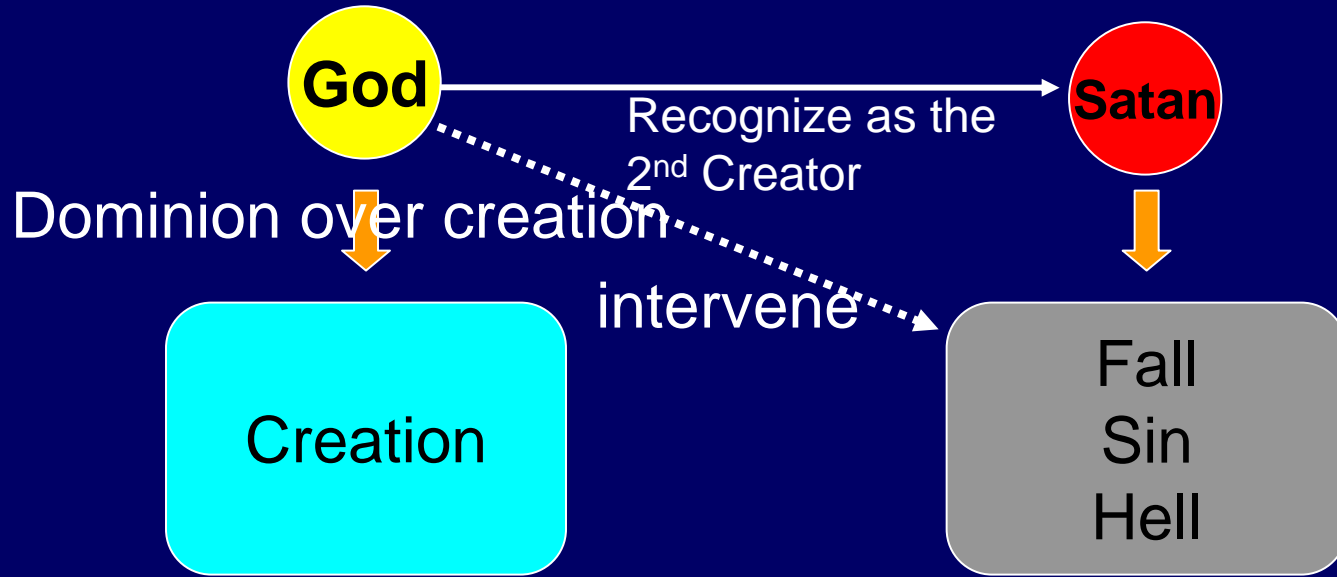 God
Satan
Recognize as the
2nd Creator
Dominion over creation
intervene
Creation
Fall
Sin
Hell